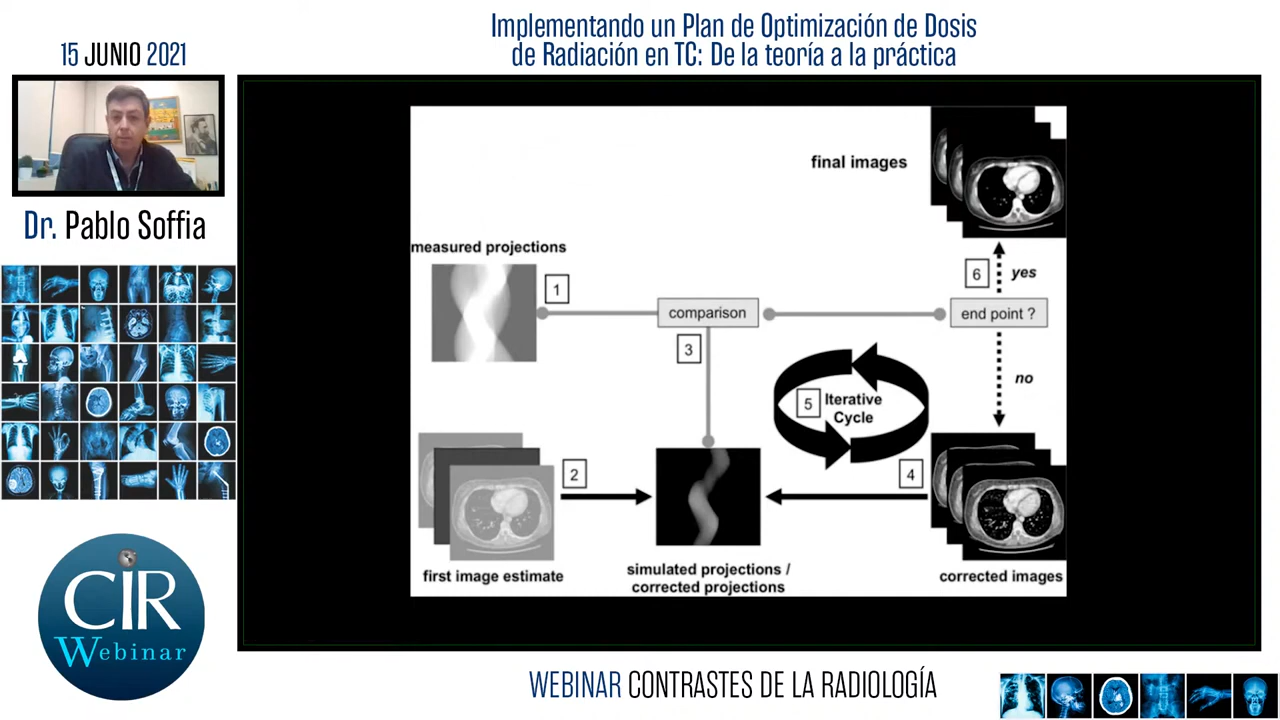 15 JUNIO 2021
Implementando un Plan de Optimización de Dosis
de Radiación en TC: De la teoría a la práctica
Dr. Pablo Soffia
final images
measured projections
1
comparison
3
6
yes
end point ?
no
5
Iterative
Cycle
2
4
first image estimate
simulated projections /
corrected projections
corrected images
CIR
Webinar
WEBINAR CONTRASTES DE LA RADIOLOGÍA